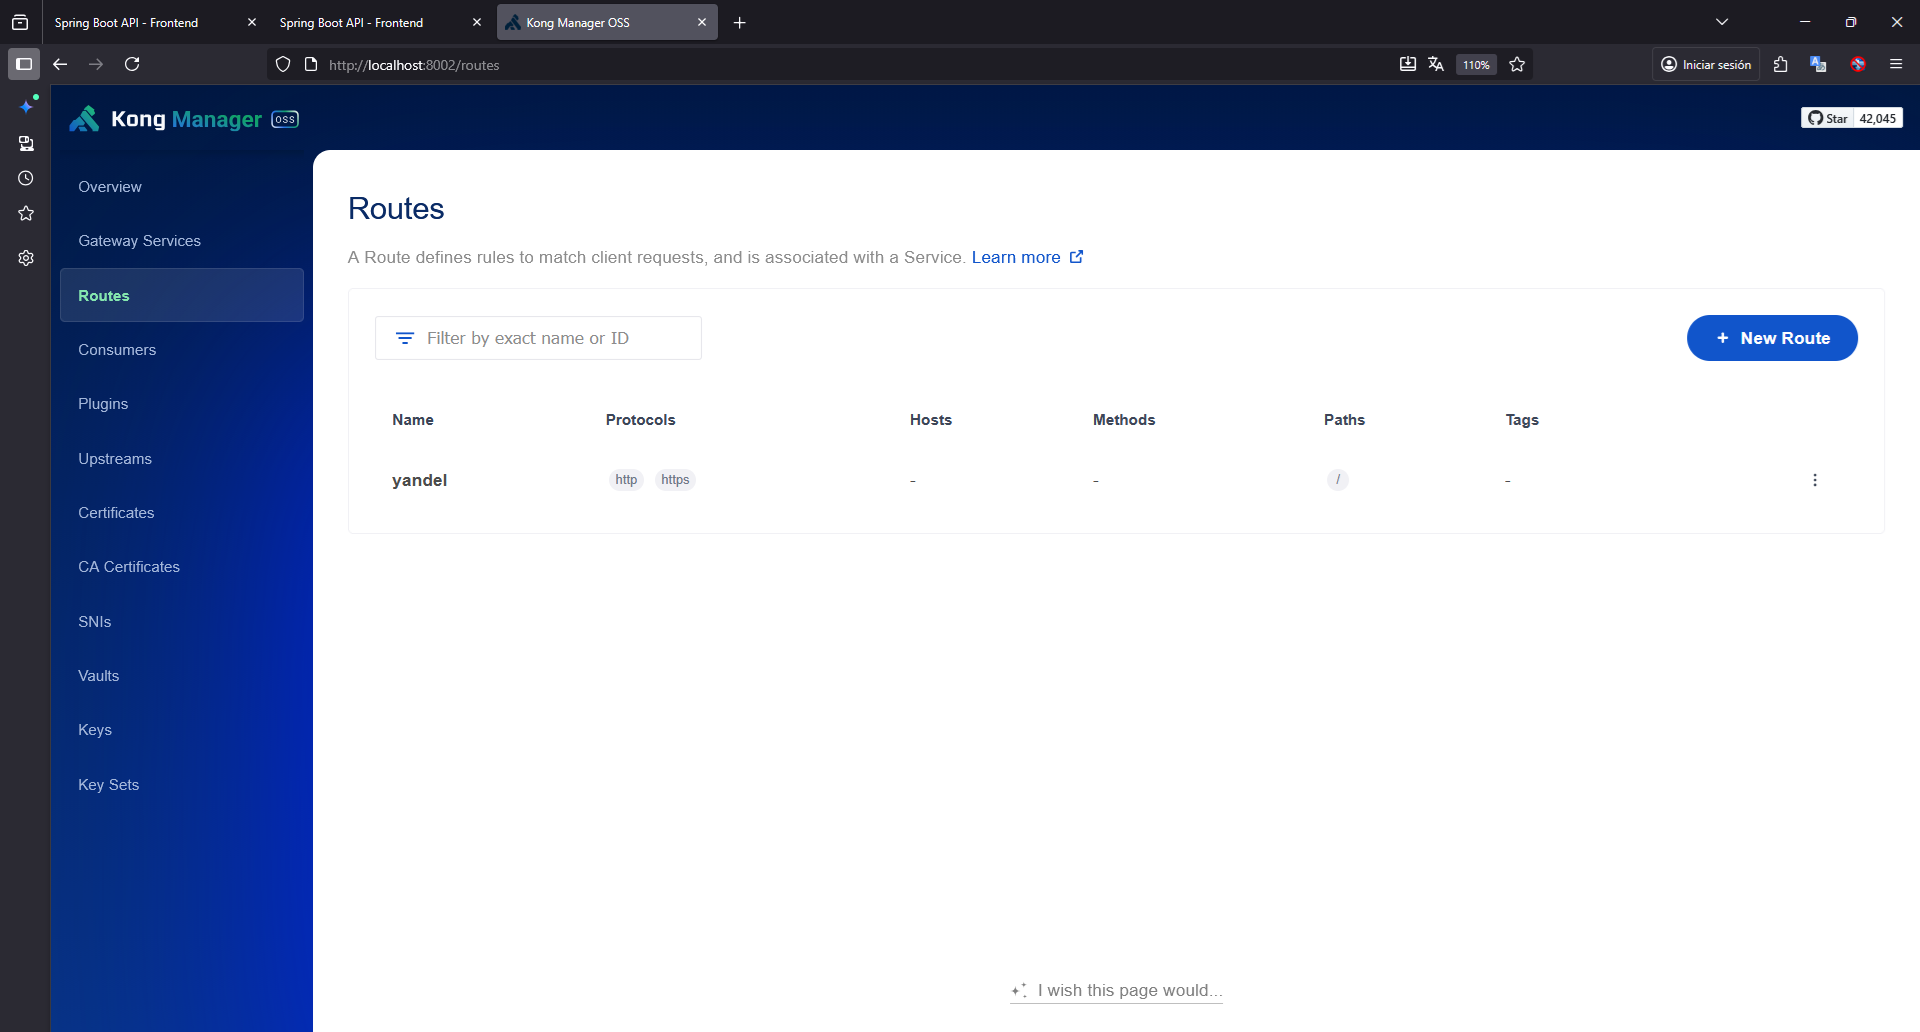 Spring Boot API - Frontend
Spring Boot API - Frontend
Kong Manager OSS
http://localhost:8002/routes
110%
Iniciar sesión
Kong Manager OSS
Star 42,045
Overview
Gateway Services
Routes
Consumers
Plugins
Upstreams
Certificates
CA Certificates
SNIs
Vaults
Keys
Key Sets
Routes
A Route defines rules to match client requests, and is associated with a Service. Learn more
Filter by exact name or ID
+ New Route
Name Protocols Hosts Methods Paths Tags
yandel http https - - / -
I wish this page would...